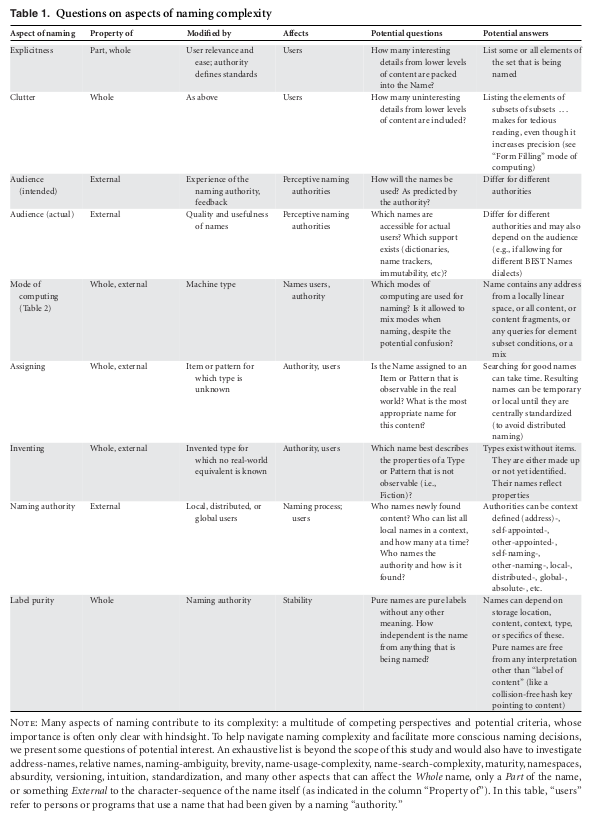 Table 1. Questions on aspects of naming complexity
Aspect of naming Property of Modified by Affects Potential questions Potential answers
Explicitness Part, whole User relevance and ease; authority defines standards Users How many interesting details from lower levels of content are packed into the Name? List some or all elements of the set that is being named
Clutter Whole As above Users How many uninteresting details from lower levels of content are included? Listing the elements of subsets of subsets … makes for tedious reading, even though it increases precision (see “Form Filling” mode of computing)
Audience (intended) External Experience of the naming authority, feedback Perceptive naming authorities How will the names be used? As predicted by the authority? Differ for different authorities
Audience (actual) External Quality and usefulness of names Perceptive naming authorities Which names are accessible for actual users? Which support exists (dictionaries, name trackers, immutability, etc)? Differ for different authorities and may also depend on the audience (e.g., if allowing for different BEST Names dialects)
Mode of computing (Table 2) Whole, external Machine type Names users, authority Which modes of computing are used for naming? Is it allowed to mix modes when naming, despite the potential confusion? Name contains any address from a locally linear space, or all content, or content fragments, or any queries for element subset conditions, or a mix
Assigning Whole, external Item or pattern for which type is unknown Authority, users Is the Name assigned to an Item or Pattern that is observable in the real world? What is the most appropriate name for this content? Searching for good names can take time. Resulting names can be temporary or local until they are centrally standardized (to avoid distributed naming)
Inventing Whole, external Invented type for which no real-world equivalent is known Authority, users Which name best describes the properties of a Type or Pattern that is not observable (i.e., Fiction)? Types exist without items. They are either made up or not yet identified. Their names reflect properties
Naming authority External Local, distributed, or global users Naming process; users Who names newly found content? Who can list all local names in a context, and how many at a time? Who names the authority and how is it found? Authorities can be context defined (address)-, self-appointed-, other-appointed-, self-naming-, other-naming-, local-, distributed-, global-, absolute-, etc.
Label purity Whole Naming authority Stability Pure names are pure labels without any other meaning. How independent is the name from anything that is being named? Names can depend on storage location, content, context, type, or specifics of these. Pure names are free from any interpretation other than “label of content” (like a collision-free hash key pointing to content)
NOTE: Many aspects of naming contribute to its complexity: a multitude of competing perspectives and potential criteria, whose
importance is often only clear with hindsight. To help navigate naming complexity and facilitate more conscious naming decisions,
we present some questions of potential interest. An exhaustive list is beyond the scope of this study and would also have to investigate
address-names, relative names, naming-ambiguity, brevity, name-usage-complexity, name-search-complexity, maturity, namespaces,
absurdity, versioning, intuition, standardization, and many other aspects that can affect the Whole name, only a Part of the name,
or something External to the character-sequence of the name itself (as indicated in the column “Property of”). In this table, “users”
refer to persons or programs that use a name that had been given by a naming “authority.”